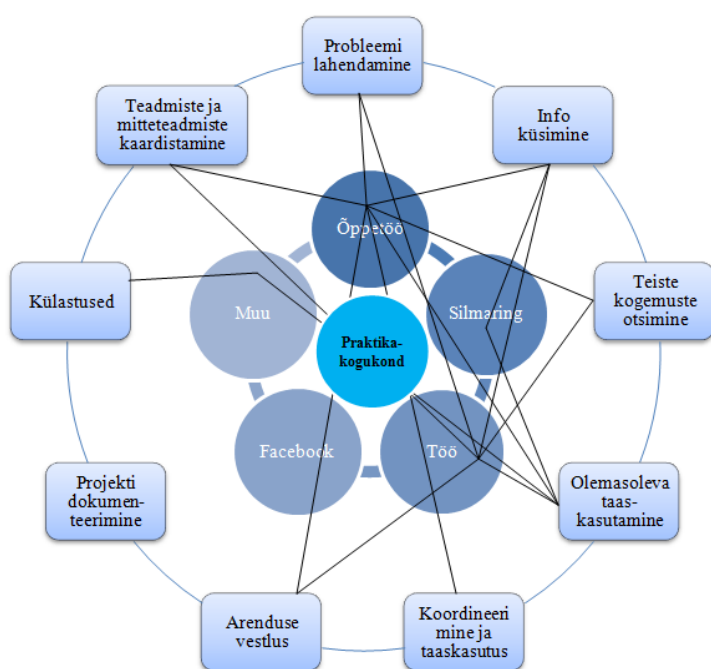 Probleemi
lahendamine
Teadmiste ja
mitteteadmiste
kaardistamine
Info
küsimine
Õppetöö
Külastused
Muu
Silmaring
Teiste
kogemuste
otsimine
Praktika-
kogukond
Facebook
Töö
Projekti
dokumen-
teerimine
Olemasoleva
taas-
kasutamine
Arenduse
vestlus
Koordineeri
mine ja
taaskasutus